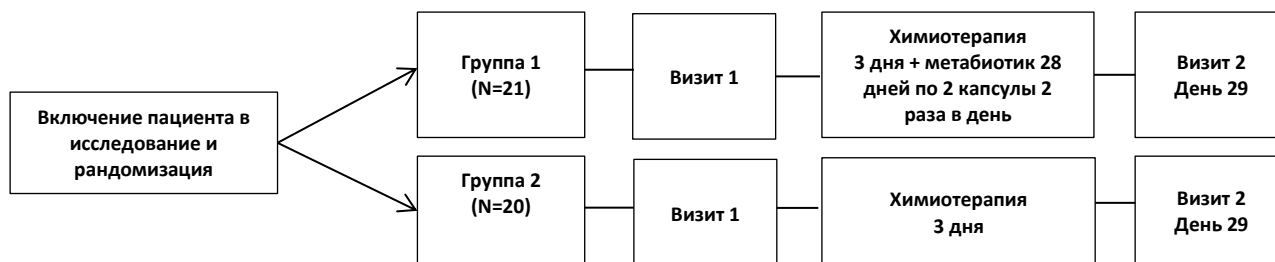 Включение пациента в
исследование и
рандомизация
Группа 1
(N=21)
Визит 1
Химиотерапия
3 дня + метабиотик 28
дней по 2 капсулы 2
раза в день
Визит 2
День 29
Группа 2
(N=20)
Визит 1
Химиотерапия
3 дня
Визит 2
День 29